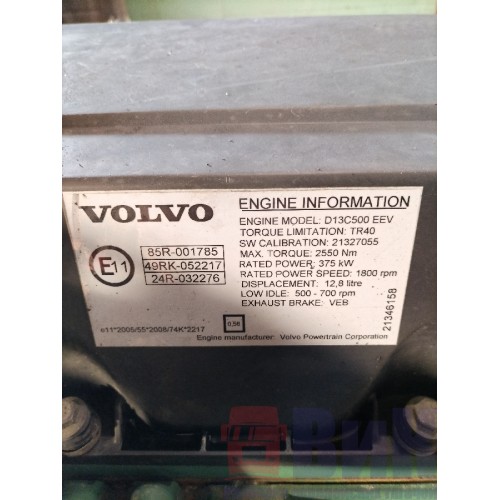 VOLVO
E11
85R-001785
49RK-052217
24R-032276
e11*2005/55*2008/74K*2217
ENGINE INFORMATION
ENGINE MODEL: D13C500 EEV
TORQUE LIMITATION: TR40
SW CALIBRATION: 21327055
MAX. TORQUE: 2550 Nm
RATED POWER: 375 kW
RATED POWER SPEED: 1800 rpm
DISPLACEMENT: 12,8 litre
LOW IDLE: 500 - 700 rpm
EXHAUST BRAKE: VEB
0,56
Engine manufacturer: Volvo Powertrain Corporation
21346158